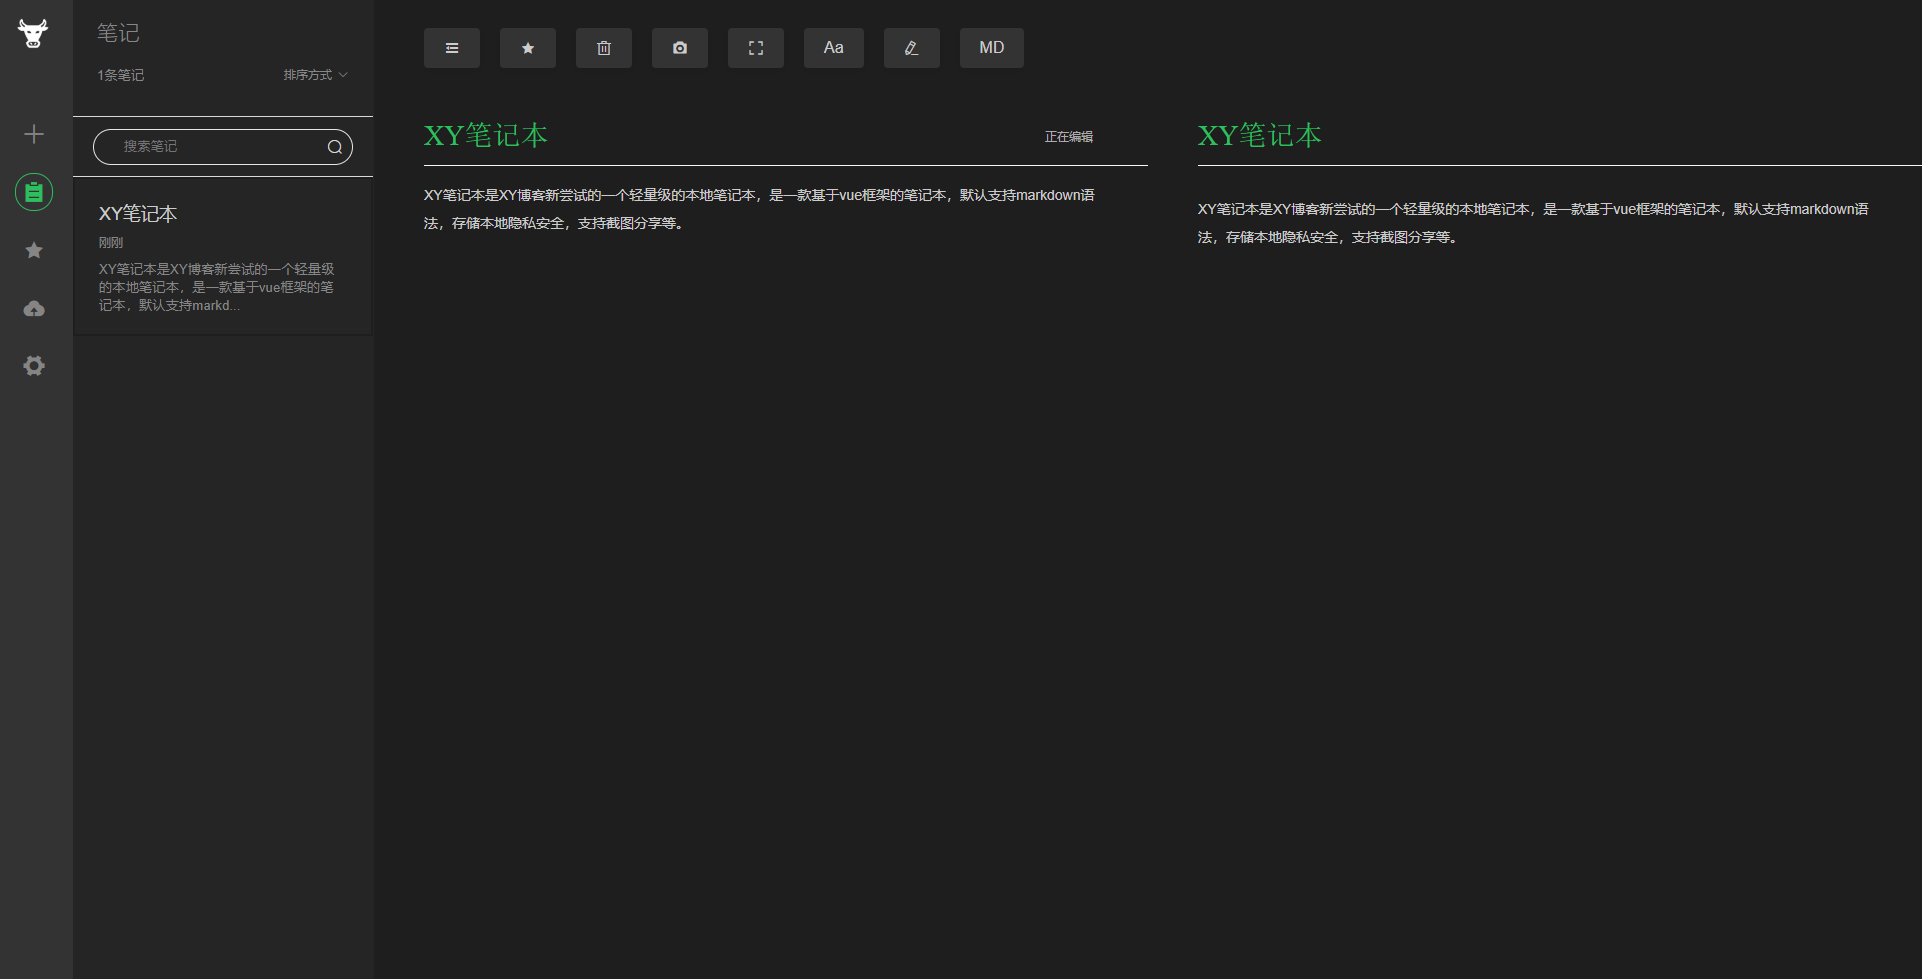 笔记
1条笔记
排序方式
搜索笔记
XY笔记本
刚刚
XY笔记本是XY博客新尝试的一个轻量级
的本地笔记本，是一款基于vue框架的笔
记本，默认支持markd...
Aa
MD
XY笔记本
正在编辑
XY笔记本是XY博客新尝试的一个轻量级的本地笔记本，是一款基于vue框架的笔记本，默认支持markdown语
法，存储本地隐私安全，支持截图分享等。
XY笔记本
XY笔记本是XY博客新尝试的一个轻量级的本地笔记本，是一款基于vue框架的笔记本，默认支持markdown语
法，存储本地隐私安全，支持截图分享等。